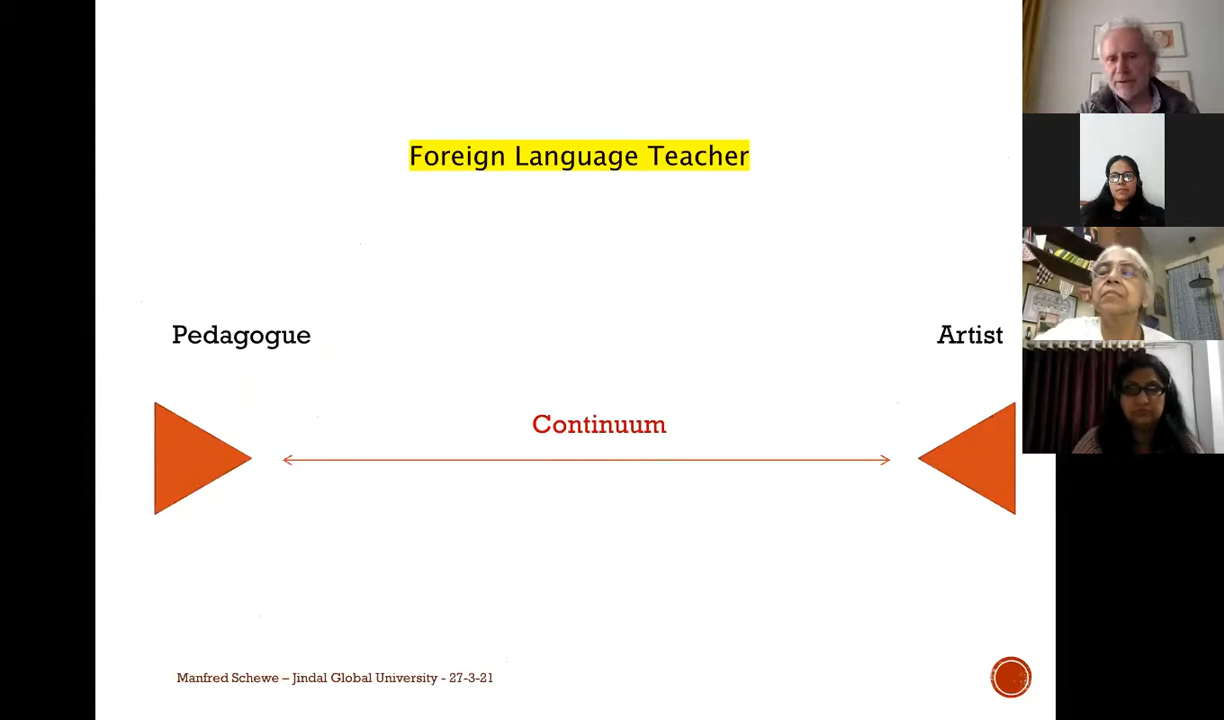 Foreign Language Teacher
Pedagogue
Artist
Continuum
Manfred Schewe – Jindal Global University - 27-3-21